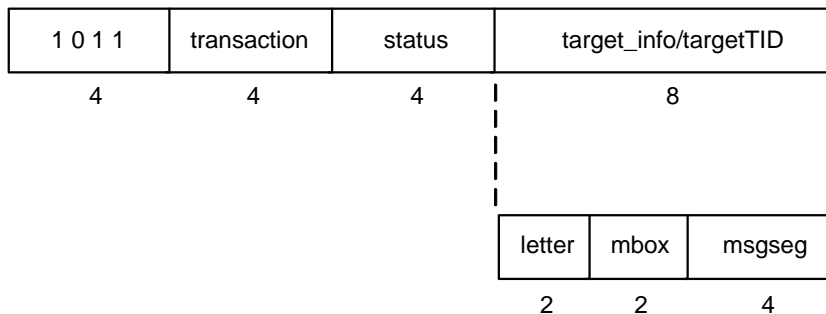 1 0 1 1 transaction status target_info/targetTID
4 4 4 8
letter mbox msgseg
2 2 4